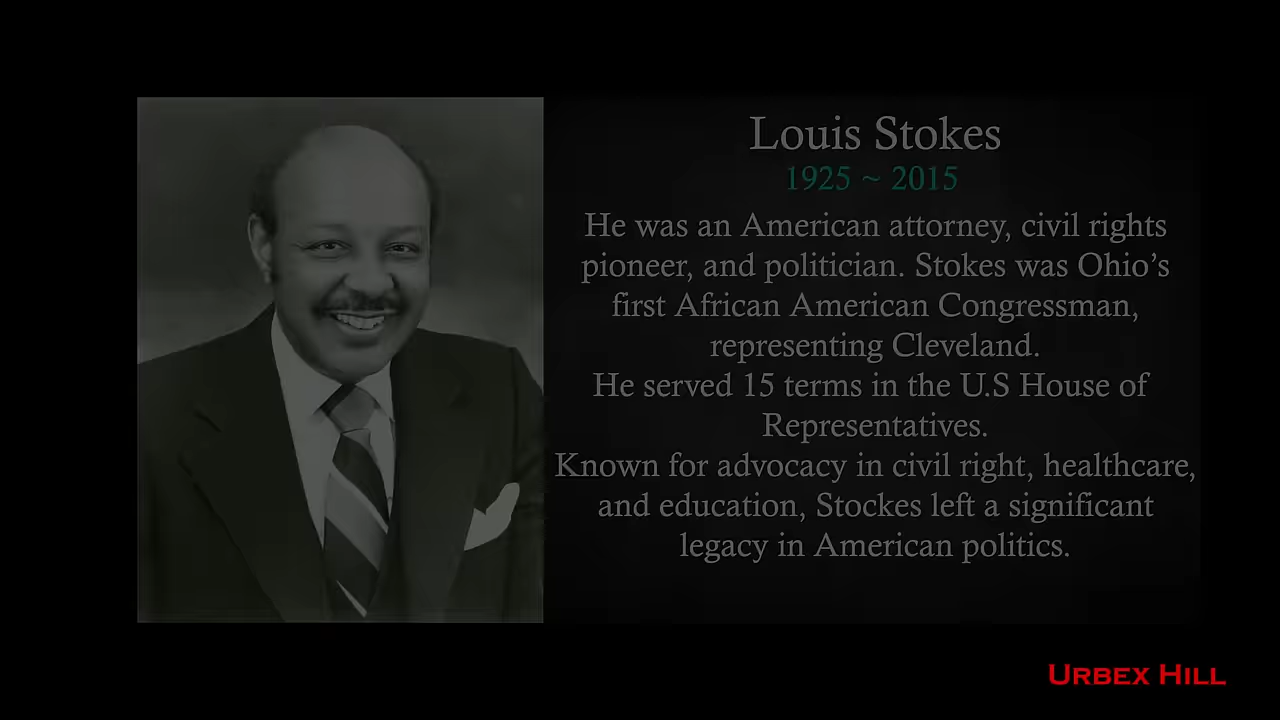 Louis Stokes
1925 ~ 2015
He was an American attorney, civil rights
pioneer, and politician. Stokes was Ohio’s
first African American Congressman,
representing Cleveland.
He served 15 terms in the U.S House of
Representatives.
Known for advocacy in civil right, healthcare,
and education, Stockes left a significant
legacy in American politics.
URBEX HILL